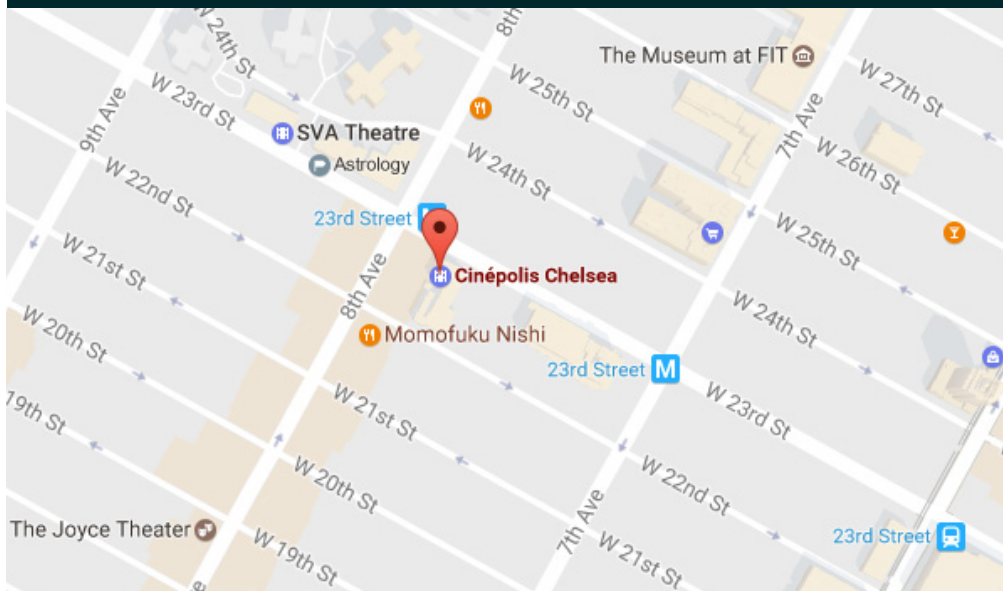 W 24th St
8th
The Museum at FIT
W 27th St
W 25th St
W 23rd St
9th Ave
7th Ave
SVA Theatre
Astrology
W 24th St
W 26th St
W 22nd St
23rd Street
W 25th St
W 21st St
Cinépolis Chelsea
8th Ave
W 24th St
W 20th St
Momofuku Nishi
23rd Street M
W 23rd St
19th St
W 21st St
W 20th St
W 22nd St
The Joyce Theater
7th Ave
23rd Street
W 19th St
W 21st St